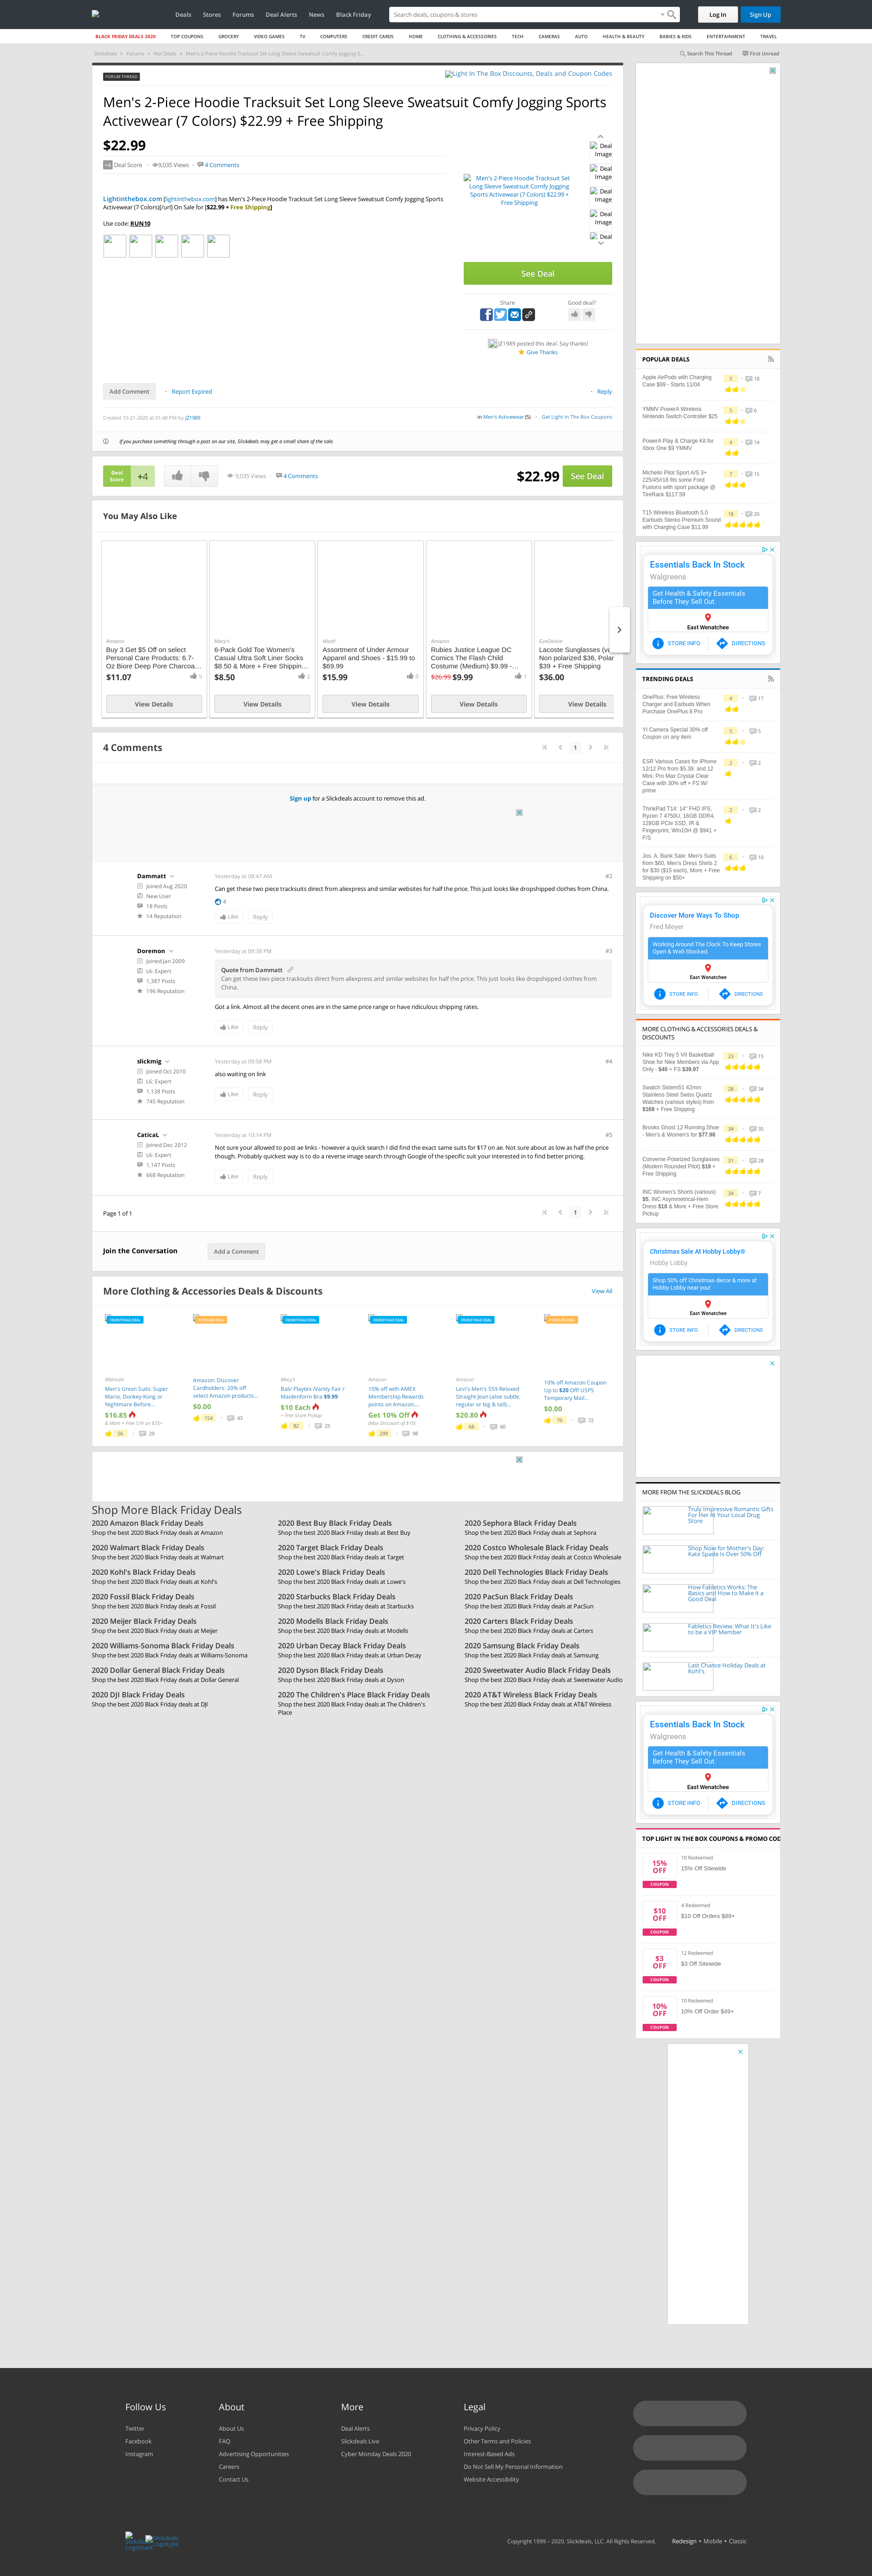 Deals
Stores
Forums
Deal Alerts
News
Black Friday
Search deals, coupons & stores
Log In
Sign Up
BLACK FRIDAY DEALS 2020
TOP COUPONS
GROCERY
VIDEO GAMES
TV
COMPUTERS
CREDIT CARDS
HOME
CLOTHING & ACCESSORIES
TECH
CAMERAS
AUTO
HEALTH & BEAUTY
BABIES & KIDS
ENTERTAINMENT
TRAVEL
Slickdeals
Forums
Hot Deals
Men's 2-Piece Hoodie Tracksuit Set Long Sleeve Sweatsuit Comfy Jogging S...
Search This Thread
First Unread
FORUM THREAD
Light In The Box Discounts, Deals and Coupon Codes
Men's 2-Piece Hoodie Tracksuit Set Long Sleeve Sweatsuit Comfy Jogging Sports
Activewear (7 Colors) $22.99 + Free Shipping
$22.99
+4 Deal Score
9,035 Views
4 Comments
Lightinthebox.com [lightinthebox.com] has Men's 2-Piece Hoodie Tracksuit Set Long Sleeve Sweatsuit Comfy Jogging Sports
Activewear (7 Colors)[/url] On Sale for [$22.99 + Free Shipping]
Use code: RUN10
Men's 2-Piece Hoodie Tracksuit Set
Long Sleeve Sweatsuit Comfy Jogging
Sports Activewear (7 Colors) $22.99 +
Free Shipping
Deal
Image
Deal
Image
Deal
Image
Deal
Image
Deal
See Deal
Share
Good deal?
JZ1989 posted this deal. Say thanks!
Give Thanks
Add Comment
Report Expired
Reply
Created 10-21-2020 at 01:48 PM by JZ1989
in Men's Activewear (5)
Get Light In The Box Coupons
If you purchase something through a post on our site, Slickdeals may get a small share of the sale.
Deal
Score
+4
9,035 Views
4 Comments
$22.99
See Deal
You May Also Like
Amazon
Buy 3 Get $5 Off on select
Personal Care Products: 6.7-
Oz Biore Deep Pore Charcoa...
$11.07
5
View Details
Macy's
6-Pack Gold Toe Women's
Casual Ultra Soft Liner Socks
$8.50 & More + Free Shippin...
$8.50
2
View Details
Woot!
Assortment of Under Armour
Apparel and Shoes - $15.99 to
$69.99
$15.99
0
View Details
Amazon
Rubies Justice League DC
Comics The Flash Child
Costume (Medium) $9.99 -...
$26.99 $9.99
1
View Details
EyeDictive
Lacoste Sunglasses (va
Non polarized $36, Polar
$39 + Free Shipping
$36.00
View Details
4 Comments
1
Sign up for a Slickdeals account to remove this ad.
Dammatt
Joined Aug 2020
New User
18 Posts
14 Reputation
Yesterday at 08:47 AM
#2
Can get these two piece tracksuits direct from aliexpress and similar websites for half the price. This just looks like dropshipped clothes from China.
4
Like
Reply
Doremon
Joined Jan 2009
L6: Expert
1,387 Posts
196 Reputation
Yesterday at 09:38 PM
#3
Quote from Dammatt
Can get these two piece tracksuits direct from aliexpress and similar websites for half the price. This just looks like dropshipped clothes from
China.
Got a link. Almost all the decent ones are in the same price range or have ridiculous shipping rates.
Like
Reply
slickmig
Joined Oct 2010
L6: Expert
1,138 Posts
745 Reputation
Yesterday at 09:58 PM
#4
also waiting on link
Like
Reply
CaticaL
Joined Dec 2012
L6: Expert
1,147 Posts
668 Reputation
Yesterday at 10:14 PM
#5
Not sure your allowed to post ae links - however a quick search I did find the exact same suits for $17 on ae. Not sure about as low as half the price
though. Probably quickest way is to do a reverse image search through Google of the specific suit your interested in to find better pricing.
Like
Reply
Page 1 of 1
1
Join the Conversation
Add a Comment
More Clothing & Accessories Deals & Discounts
View All
FRONTPAGE DEAL
Walmart
Men's Union Suits: Super
Mario, Donkey Kong or
Nightmare Before...
$16.85
& More + Free S/H on $35+
56
29
POPULAR DEAL
Amazon: Discover
Cardholders: 20% off
select Amazon products...
$0.00
154
43
FRONTPAGE DEAL
Macy's
Bali/ Playtex /Vanity Fair /
Maidenform Bra $9.99
$10 Each
+ Free Store Pickup
82
25
FRONTPAGE DEAL
Amazon
10% off with AMEX
Membership Rewards
points on Amazon...
Get 10% Off
(Max Discount of $10)
299
98
FRONTPAGE DEAL
Amazon
Levi's Men's 559 Relaxed
Straight Jean (aloe subtle,
regular or big & tall)...
$20.80
68
60
POPULAR DEAL
10% off Amazon Coupon
Up to $20 Off! USPS
Temporary Mail...
$0.00
79
72
Shop More Black Friday Deals
2020 Amazon Black Friday Deals
Shop the best 2020 Black Friday deals at Amazon
2020 Best Buy Black Friday Deals
Shop the best 2020 Black Friday deals at Best Buy
2020 Sephora Black Friday Deals
Shop the best 2020 Black Friday deals at Sephora
2020 Walmart Black Friday Deals
Shop the best 2020 Black Friday deals at Walmart
2020 Target Black Friday Deals
Shop the best 2020 Black Friday deals at Target
2020 Costco Wholesale Black Friday Deals
Shop the best 2020 Black Friday deals at Costco Wholesale
2020 Kohl's Black Friday Deals
Shop the best 2020 Black Friday deals at Kohl's
2020 Lowe's Black Friday Deals
Shop the best 2020 Black Friday deals at Lowe's
2020 Dell Technologies Black Friday Deals
Shop the best 2020 Black Friday deals at Dell Technologies
2020 Fossil Black Friday Deals
Shop the best 2020 Black Friday deals at Fossil
2020 Starbucks Black Friday Deals
Shop the best 2020 Black Friday deals at Starbucks
2020 PacSun Black Friday Deals
Shop the best 2020 Black Friday deals at PacSun
2020 Meijer Black Friday Deals
Shop the best 2020 Black Friday deals at Meijer
2020 Modells Black Friday Deals
Shop the best 2020 Black Friday deals at Modells
2020 Carters Black Friday Deals
Shop the best 2020 Black Friday deals at Carters
2020 Williams-Sonoma Black Friday Deals
Shop the best 2020 Black Friday deals at Williams-Sonoma
2020 Urban Decay Black Friday Deals
Shop the best 2020 Black Friday deals at Urban Decay
2020 Samsung Black Friday Deals
Shop the best 2020 Black Friday deals at Samsung
2020 Dollar General Black Friday Deals
Shop the best 2020 Black Friday deals at Dollar General
2020 Dyson Black Friday Deals
Shop the best 2020 Black Friday deals at Dyson
2020 Sweetwater Audio Black Friday Deals
Shop the best 2020 Black Friday deals at Sweetwater Audio
2020 DJI Black Friday Deals
Shop the best 2020 Black Friday deals at DJI
2020 The Children's Place Black Friday Deals
Shop the best 2020 Black Friday deals at The Children's
Place
2020 AT&T Wireless Black Friday Deals
Shop the best 2020 Black Friday deals at AT&T Wireless
POPULAR DEALS
Apple AirPods with Charging
Case $99 - Starts 11/04
5
18
YMMV PowerA Wireless
Nintendo Switch Controller $25
5
6
PowerA Play & Charge Kit for
Xbox One $9 YMMV
4
14
Michelin Pilot Sport A/S 3+
225/45/r18 fits some Ford
Fusions with sport package @
TireRack $117.59
7
15
T15 Wireless Bluetooth 5.0
Earbuds Stereo Premium Sound
with Charging Case $11.99
18
20
Essentials Back In Stock
Walgreens
Get Health & Safety Essentials
Before They Sell Out.
East Wenatchee
STORE INFO
DIRECTIONS
TRENDING DEALS
OnePlus: Free Wireless
Charger and Earbuds When
Purchase OnePlus 8 Pro
4
17
YI Camera Special 30% off
Coupon on any item
5
5
ESR Various Cases for iPhone
12/12 Pro from $5.39. and 12
Mini, Pro Max Crystal Clear
Case with 30% off + FS W/
prime
2
2
ThinkPad T14: 14" FHD IPS,
Ryzen 7 4750U, 16GB DDR4,
128GB PCIe SSD, IR &
Fingerprint, Win10H @ $941 +
F/S
2
2
Jos. A. Bank Sale: Men's Suits
from $60, Men's Dress Shirts 2
for $30 ($15 each), More + Free
Shipping on $50+
6
10
Discover More Ways To Shop
Fred Meyer
Working Around The Clock To Keep Stores
Open & Well-Stocked.
East Wenatchee
STORE INFO
DIRECTIONS
MORE CLOTHING & ACCESSORIES DEALS &
DISCOUNTS
Nike KD Trey 5 VII Basketball
Shoe for Nike Members via App
Only - $40 + FS $39.97
23
15
Swatch Sistem51 42mm
Stainless Steel Swiss Quartz
Watches (various styles) from
$169 + Free Shipping
28
34
Brooks Ghost 12 Running Shoe
- Men's & Women's for $77.98
34
35
Converse Polarized Sunglasses
(Modern Rounded Pilot) $19 +
Free Shipping
31
28
INC Women's Shorts (various)
$5, INC Asymmetrical-Hem
Dress $10 & More + Free Store
Pickup
34
7
Christmas Sale At Hobby Lobby®
Hobby Lobby
Shop 50% off Christmas decor & more at
Hobby Lobby near you!
East Wenatchee
STORE INFO
DIRECTIONS
MORE FROM THE SLICKDEALS BLOG
Truly Impressive Romantic Gifts
For Her At Your Local Drug
Store
Shop Now for Mother's Day:
Kate Spade Is Over 50% Off
How Fabletics Works: The
Basics and How to Make it a
Good Deal
Fabletics Review: What It's Like
to be a VIP Member
Last Chance Holiday Deals at
Kohl's
Essentials Back In Stock
Walgreens
Get Health & Safety Essentials
Before They Sell Out.
East Wenatchee
STORE INFO
DIRECTIONS
TOP LIGHT IN THE BOX COUPONS & PROMO COD
15%
OFF
COUPON
10 Redeemed
15% Off Sitewide
$10
OFF
COUPON
4 Redeemed
$10 Off Orders $89+
$3
OFF
COUPON
12 Redeemed
$3 Off Sitewide
10%
OFF
COUPON
10 Redeemed
10% Off Order $49+
Follow Us
Twitter
Facebook
Instagram
About
About Us
FAQ
Advertising Opportunities
Careers
Contact Us
More
Deal Alerts
Slickdeals Live
Cyber Monday Deals 2020
Legal
Privacy Policy
Other Terms and Policies
Interest-Based Ads
Do Not Sell My Personal Information
Website Accessibility
Slickdeals
Logomark
Slickdeals
Logotype
Copyright 1999 - 2020. Slickdeals, LLC. All Rights Reserved.
Redesign • Mobile • Classic